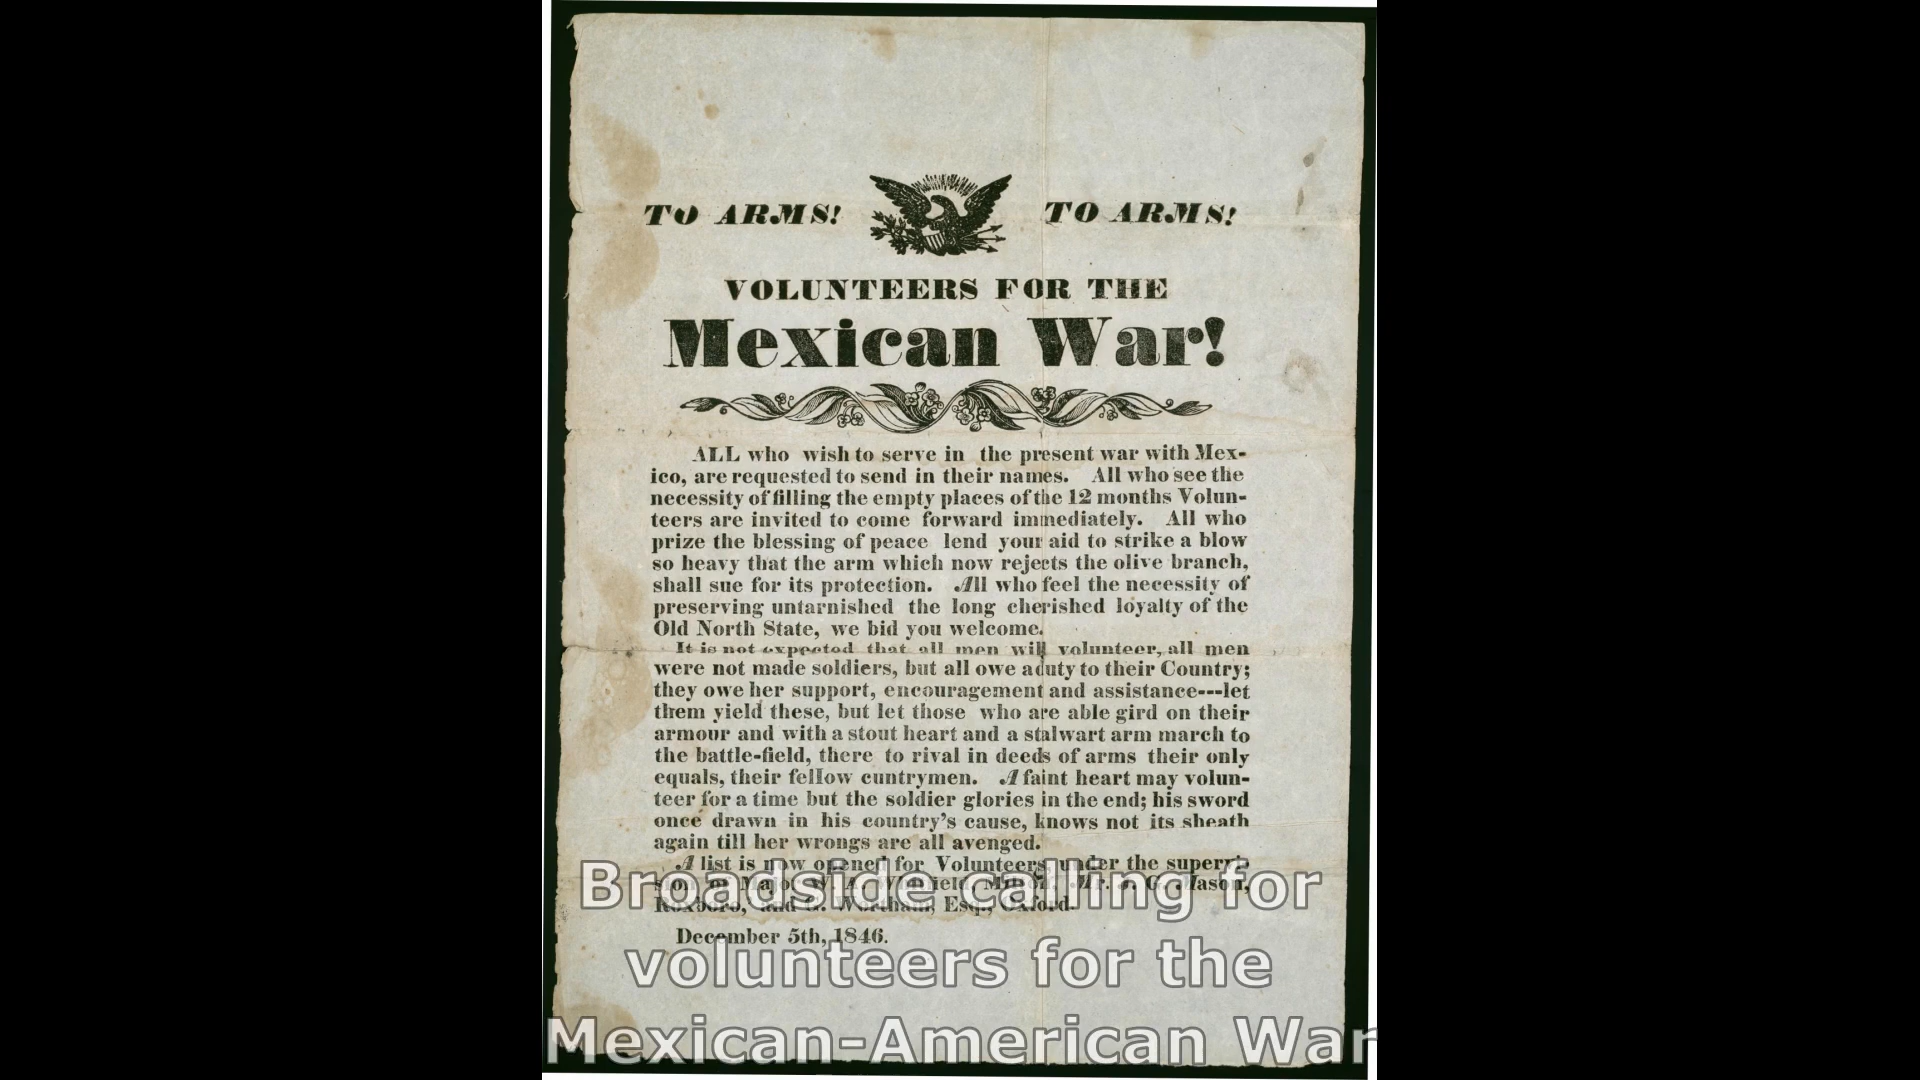 TO ARMS! TO ARMS!
VOLUNTEERS FOR THE
Mexican War!
ALL who wish to serve in the present war with Mex-
ico, are requested to send in their names. All who see the
necessity of filling the empty places of the 12 months Volun-
teers are invited to come forward immediately. All who
prize the blessing of peace lend your aid to strike a blow
so heavy that the arm which now rejects the olive branch,
shall sue for its protection. All who feel the necessity of
preserving untarnished the long cherished loyalty of the
Old North State, we bid you welcome.
It is not expected that all men will volunteer, all men
were not made soldiers, but all owe a duty to their Country;
they owe her support, encouragement and assistance---let
them yield these, but let those who are able gird on their
armour and with a stout heart and a stalwart arm march to
the battle-field, there to rival in deeds of arms their only
equals, their fellow cuntrymen. A faint heart may volun-
teer for a time but the soldier glories in the end; his sword
once drawn in his country's cause, knows not its sheath
again till her wrongs are all avenged.
A list is now opened for Volunteers, under the supervi-
sion of Major W. A. Whitfield, Milton, Mr. J. G. Mason,
Roxboro,' and G. Wortham, Esq., Oxford.
December 5th, 1846.
Broadside calling for
volunteers for the
Mexican-American War